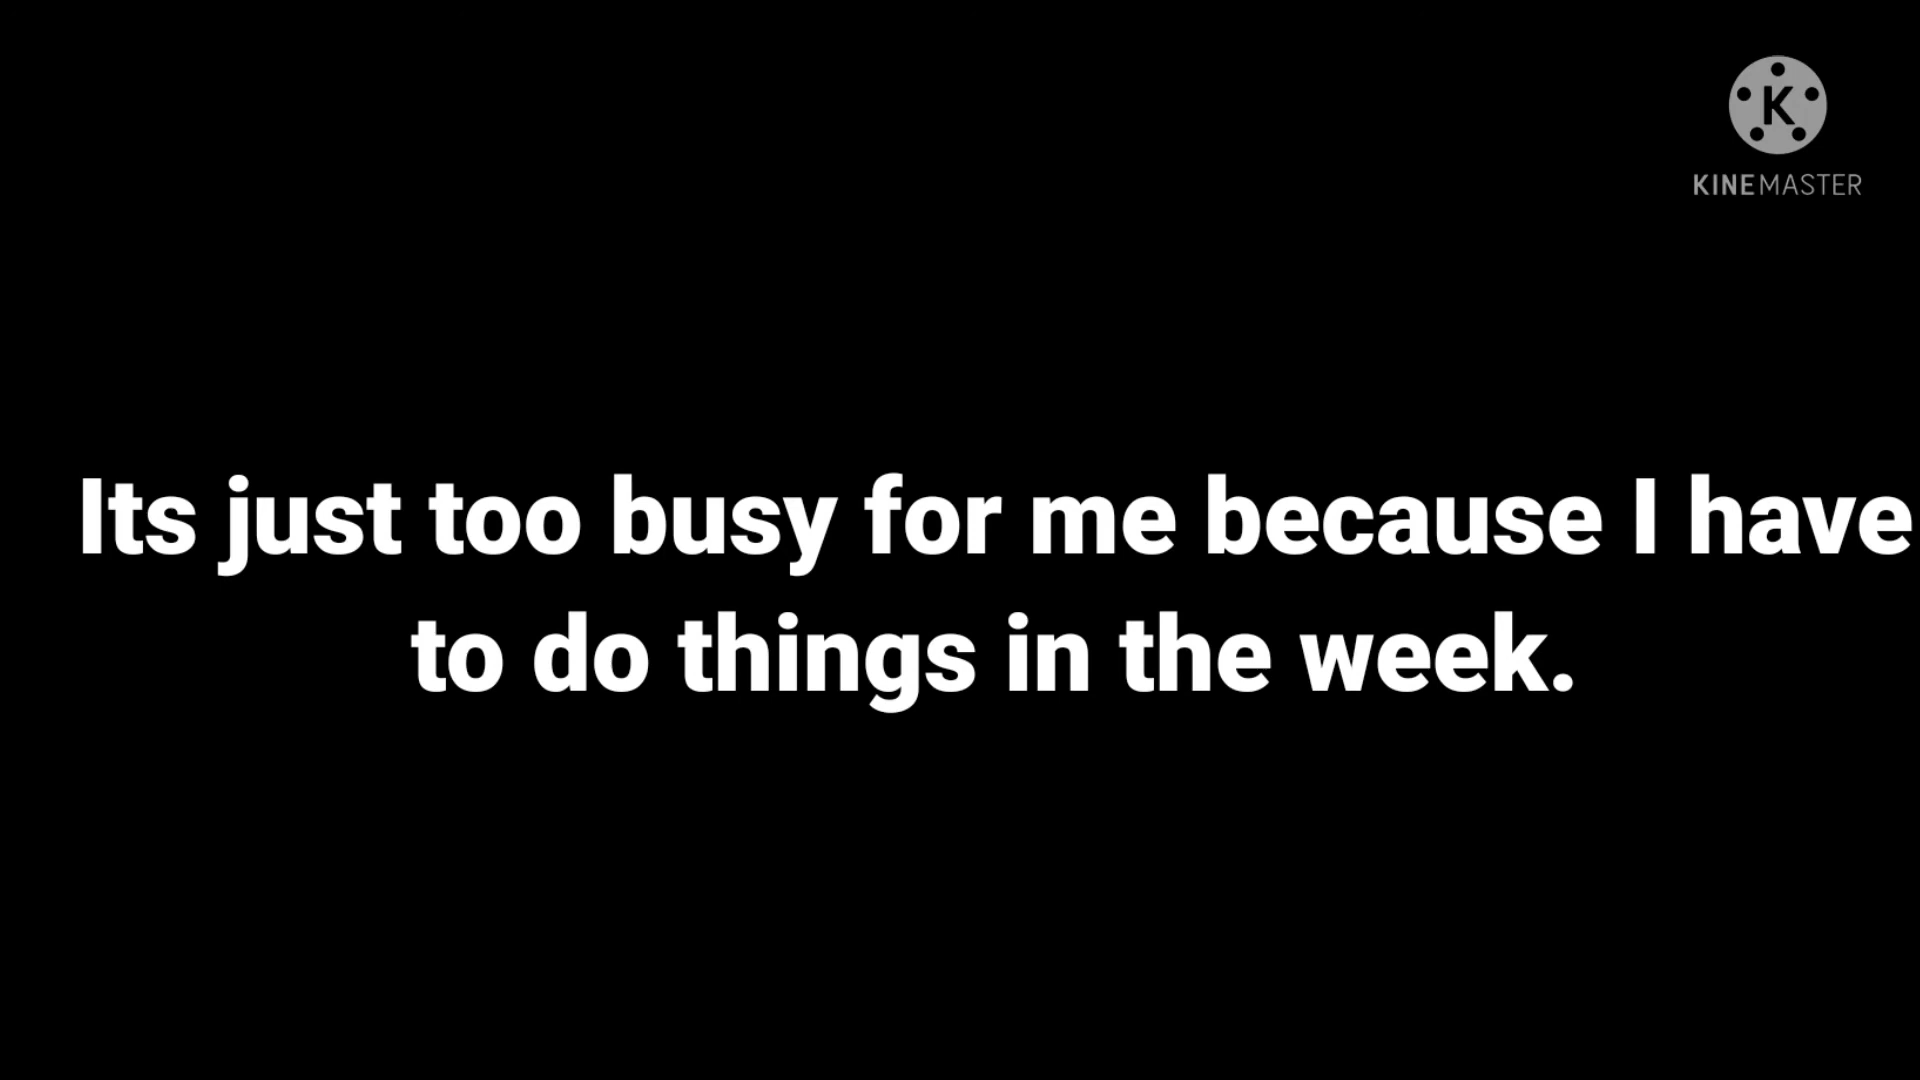 K
KINEMASTER
Its just too busy for me because I have
to do things in the week.